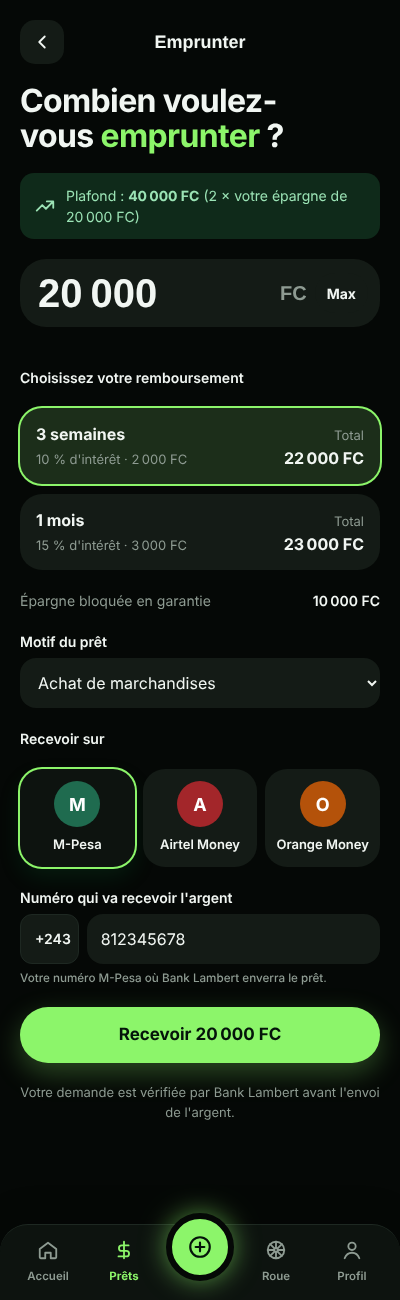 Emprunter
Combien voulez-
vous emprunter ?
Plafond : 40 000 FC (2 × votre épargne de
20 000 FC)
20 000 FC Max
Choisissez votre remboursement
3 semaines Total
10 % d'intérêt · 2 000 FC 22 000 FC
1 mois Total
15 % d'intérêt · 3 000 FC 23 000 FC
Épargne bloquée en garantie 10 000 FC
Motif du prêt
Achat de marchandises
Recevoir sur
M A O
M-Pesa Airtel Money Orange Money
Numéro qui va recevoir l'argent
+243 812345678
Votre numéro M-Pesa où Bank Lambert enverra le prêt.
Recevoir 20 000 FC
Votre demande est vérifiée par Bank Lambert avant l'envoi
de l'argent.
Accueil Prêts Roue Profil